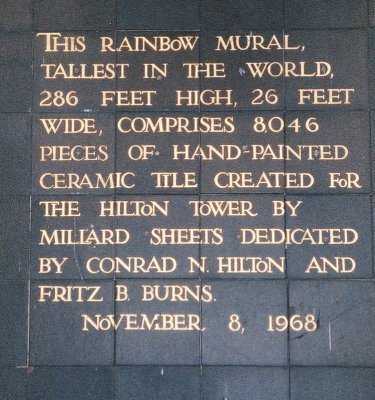 THIS RAINBOW MURAL,
TALLEST IN THE WORLD,
286 FEET HIGH, 26 FEET
WIDE, COMPRISES 8046
PIECES OF HAND-PAINTED
CERAMIC TILE CREATED FOR
THE HILTON TOWER BY
MILLARD SHEETS DEDICATED
BY CONRAD N. HILTON AND
FRITZ B. BURNS.
NOVEMBER 8, 1968